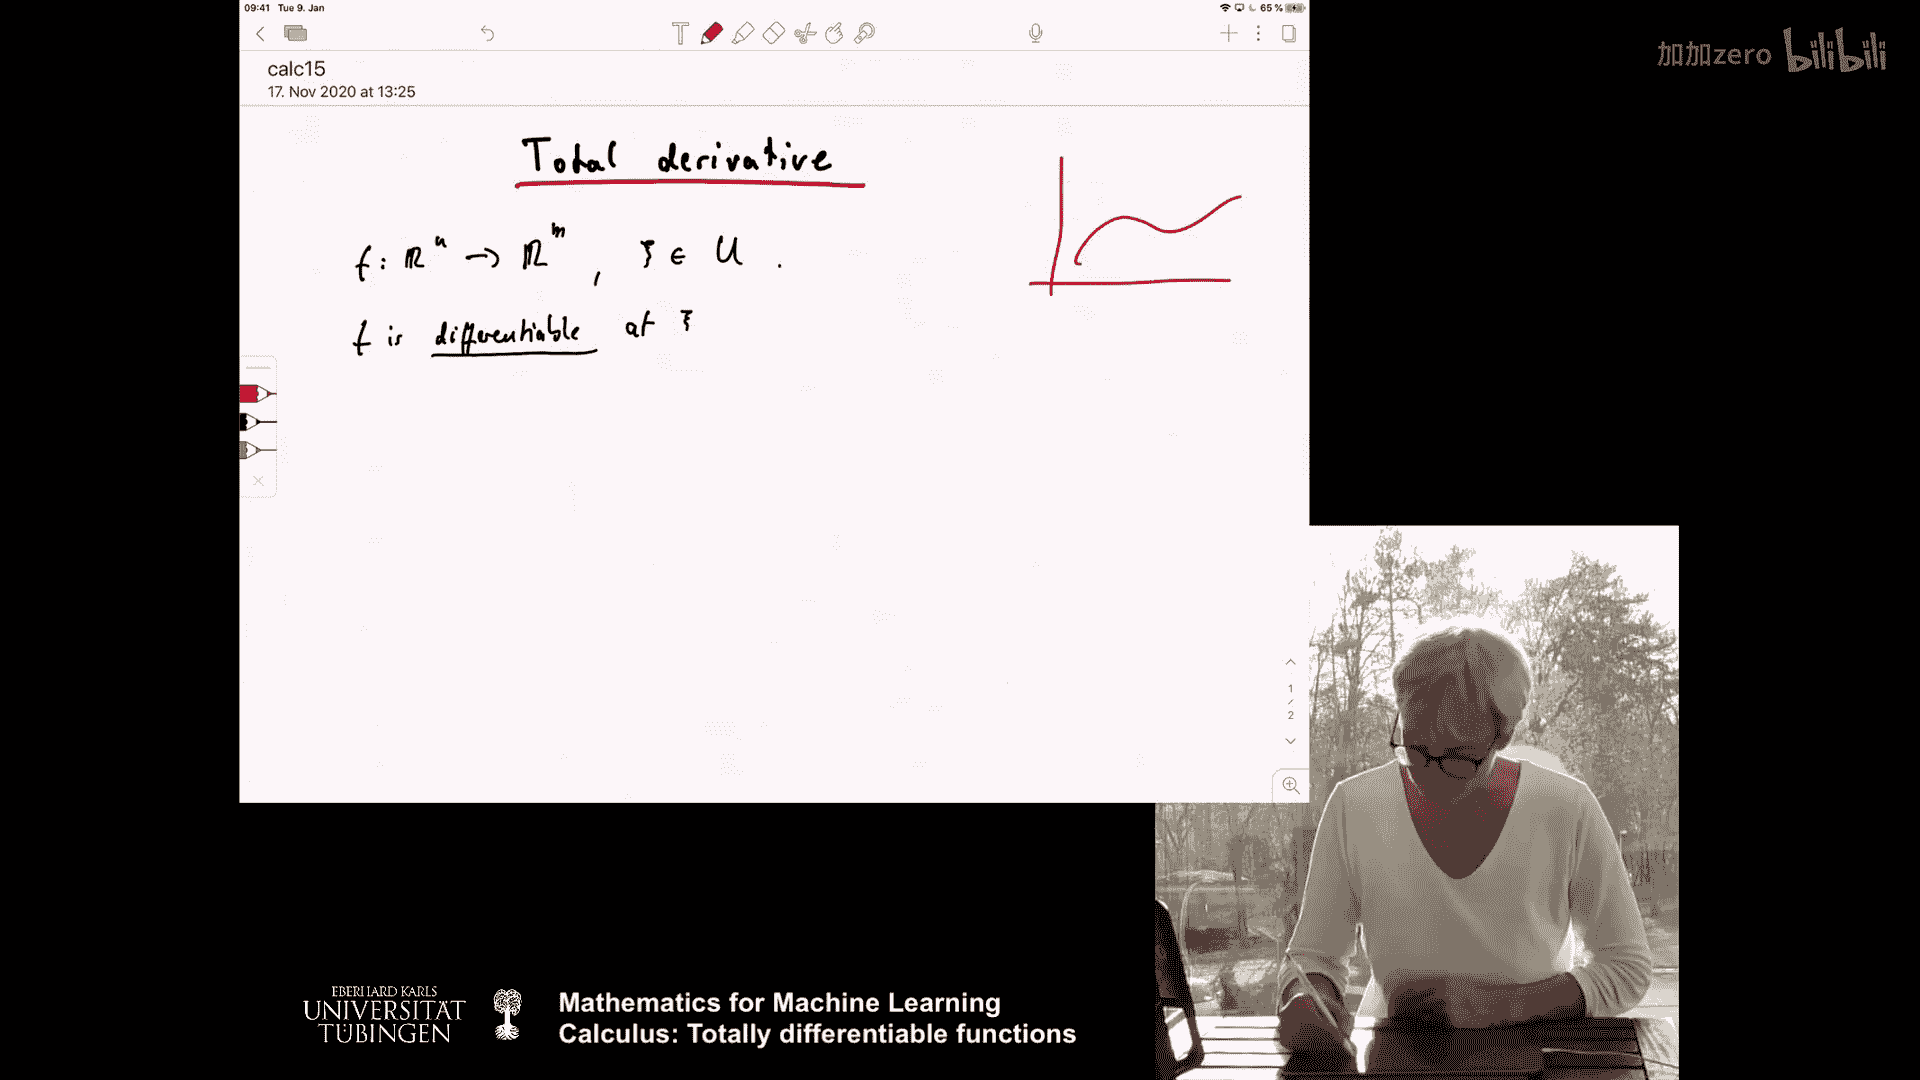 09:41 Tue 9. Jan
65 %
加加zero bilibili
T
calc15
17. Nov 2020 at 13:25
Total derivative
f: ℝⁿ → ℝᵐ, ξ ∈ U .
f is differentiable at ξ
1
/
2
EBERHARD KARLS
UNIVERSITÄT
TÜBINGEN
Mathematics for Machine Learning
Calculus: Totally differentiable functions